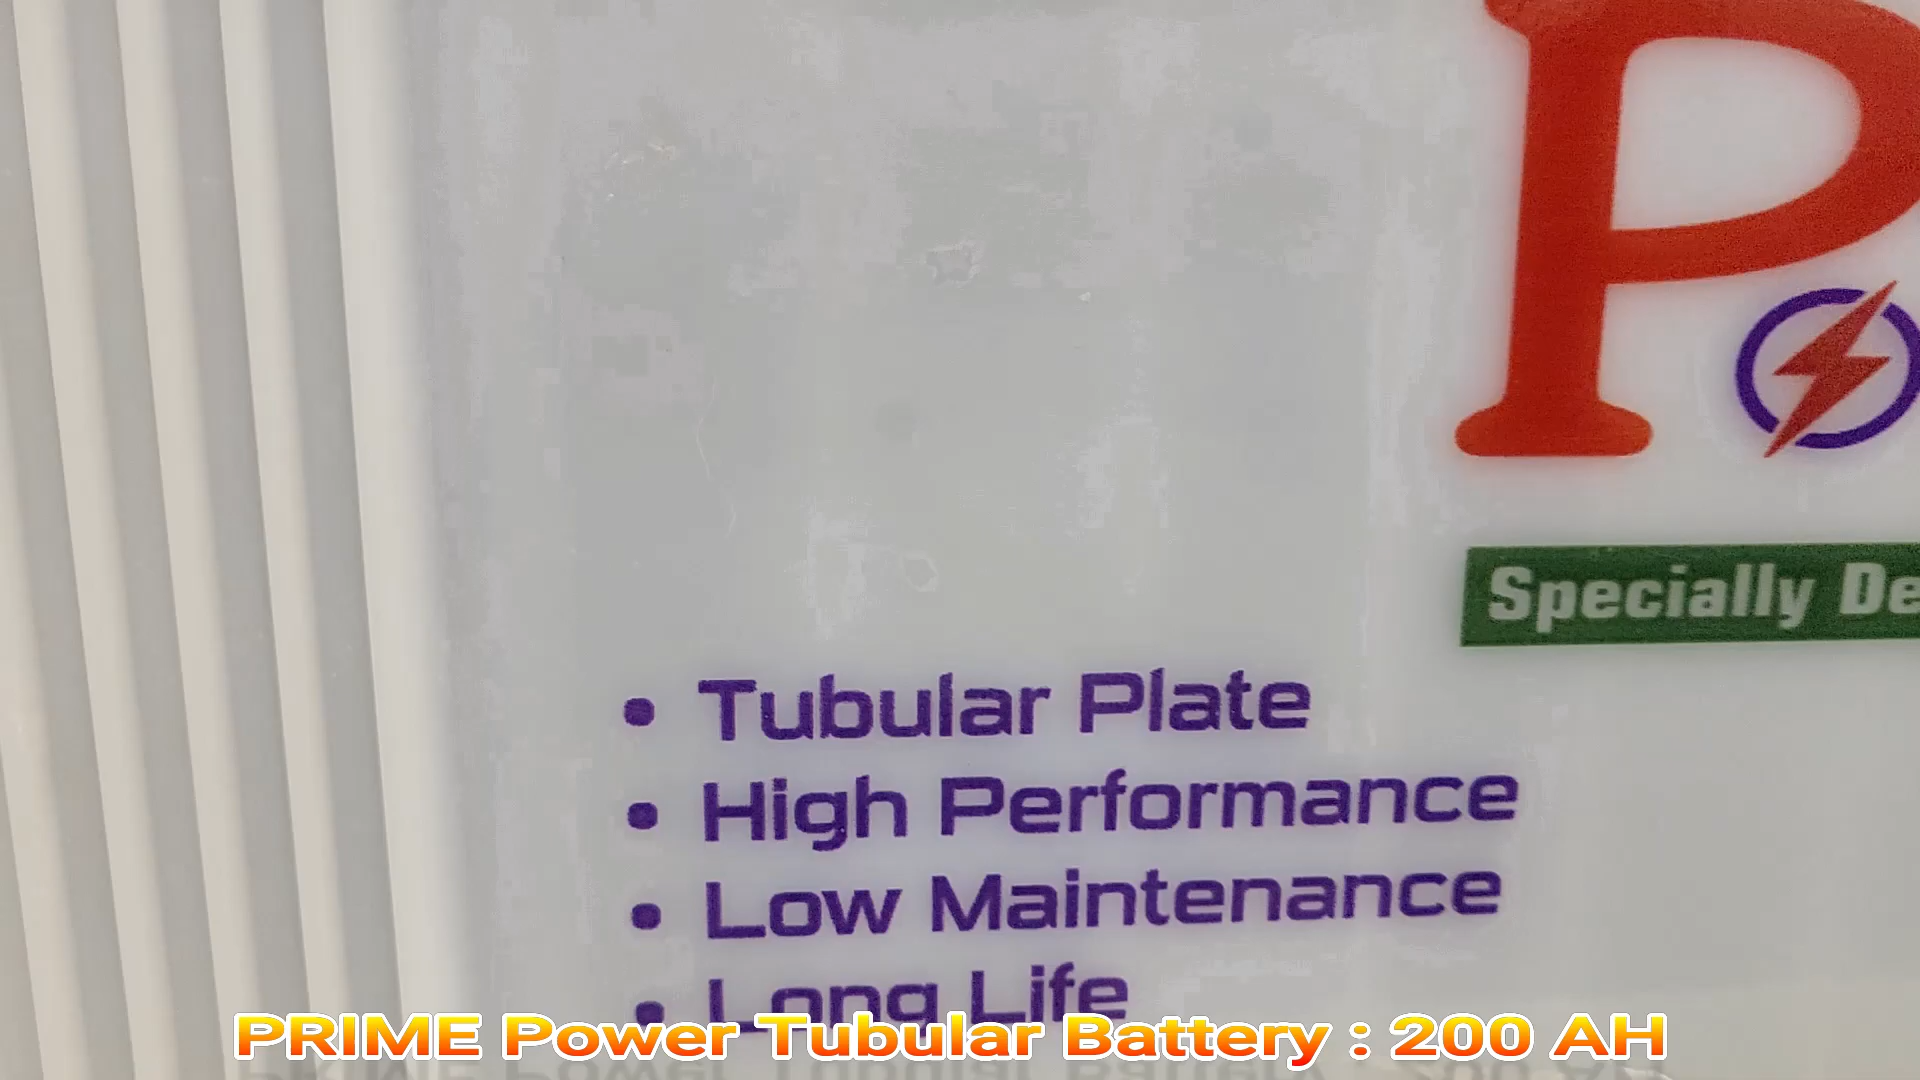 P
Specially De
• Tubular Plate
• High Performance
• Low Maintenance
• Long Life
PRIME Power Tubular Battery : 200 AH